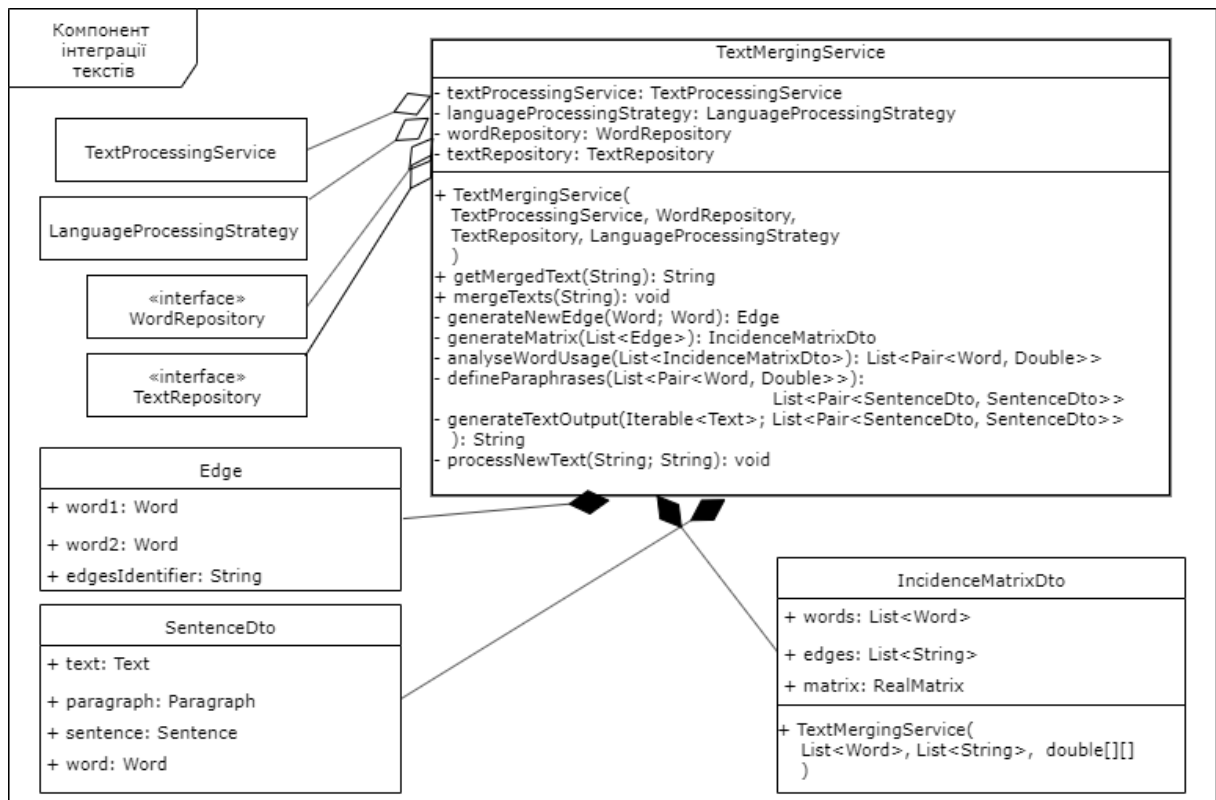 Компонент
інтеграції
текстів
TextMergingService
- textProcessingService: TextProcessingService
- languageProcessingStrategy: LanguageProcessingStrategy
- wordRepository: WordRepository
- textRepository: TextRepository
+ TextMergingService(
TextProcessingService, WordRepository,
TextRepository, LanguageProcessingStrategy
)
+ getMergedText(String): String
+ mergeTexts(String): void
- generateNewEdge(Word; Word): Edge
- generateMatrix(List<Edge>): IncidenceMatrixDto
- analyseWordUsage(List<IncidenceMatrixDto>): List<Pair<Word, Double>>
- defineParaphrases(List<Pair<Word, Double>>):
List<Pair<SentenceDto, SentenceDto>>
- generateTextOutput(Iterable<Text>; List<Pair<SentenceDto, SentenceDto>>
): String
- processNewText(String; String): void
TextProcessingService
LanguageProcessingStrategy
«interface»
WordRepository
«interface»
TextRepository
Edge
+ word1: Word
+ word2: Word
+ edgesIdentifier: String
SentenceDto
+ text: Text
+ paragraph: Paragraph
+ sentence: Sentence
+ word: Word
IncidenceMatrixDto
+ words: List<Word>
+ edges: List<String>
+ matrix: RealMatrix
+ TextMergingService(
List<Word>, List<String>, double[][]
)